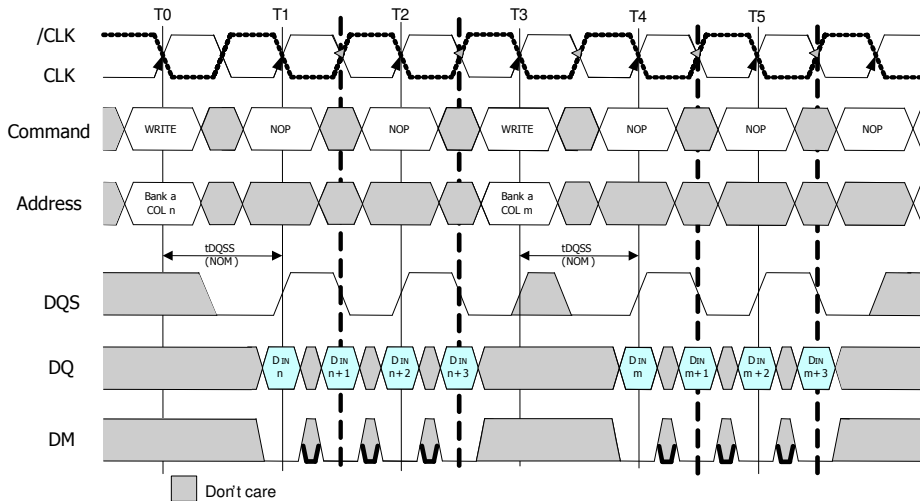 T0 T1 T2 T3 T4 T5
/CLK
CLK
Command WRITE NOP NOP WRITE NOP NOP NOP
Address Bank a COL n Bank a COL m
tDQSS (NOM) tDQSS (NOM)
DQS
DQ DIN n DIN n+1 DIN n+2 DIN n+3 DIN m DIN m+1 DIN m+2 DIN m+3
DM
Don't care